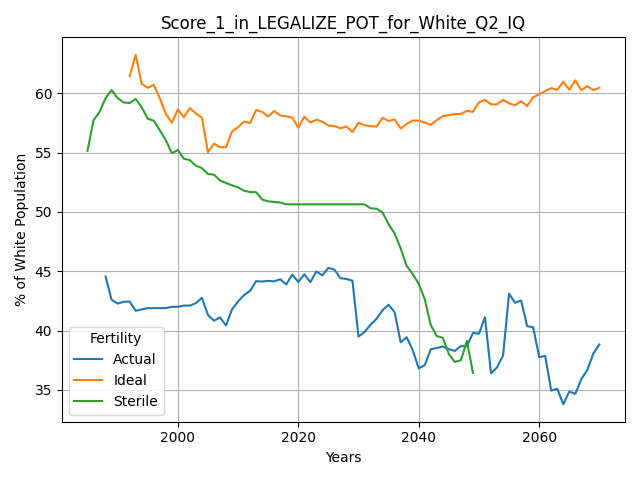 Score_1_in_LEGALIZE_POT_for_White_Q2_IQ
% of White Population
60
55
50
45
40
35
Fertility
Actual
Ideal
Sterile
2000
2020
2040
2060
Years